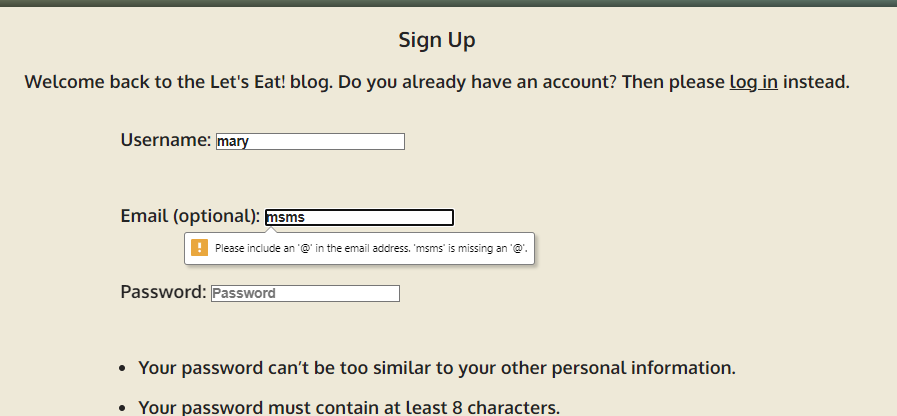 Sign Up
Welcome back to the Let's Eat! blog. Do you already have an account? Then please log in instead.
Username: mary
Email (optional): msms
! Please include an '@' in the email address. 'msms' is missing an '@'.
Password: Password
• Your password can’t be too similar to your other personal information.
• Your password must contain at least 8 characters.